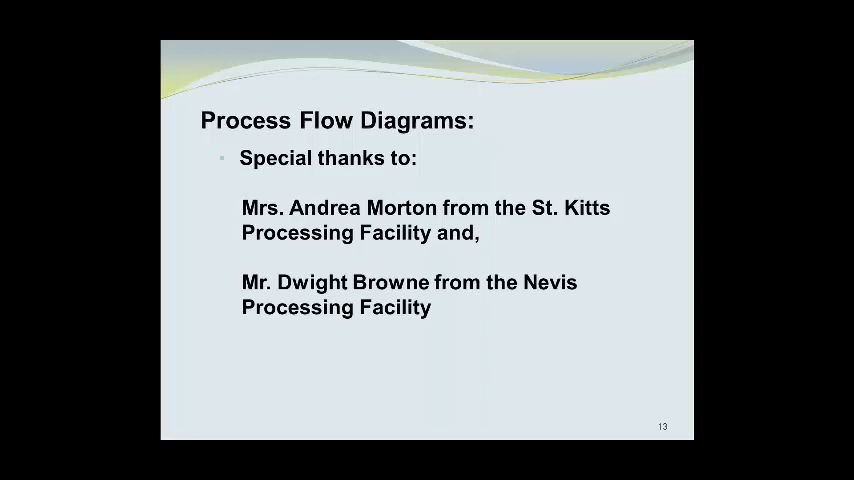 Process Flow Diagrams:
Special thanks to:
Mrs. Andrea Morton from the St. Kitts
Processing Facility and,
Mr. Dwight Browne from the Nevis
Processing Facility
13